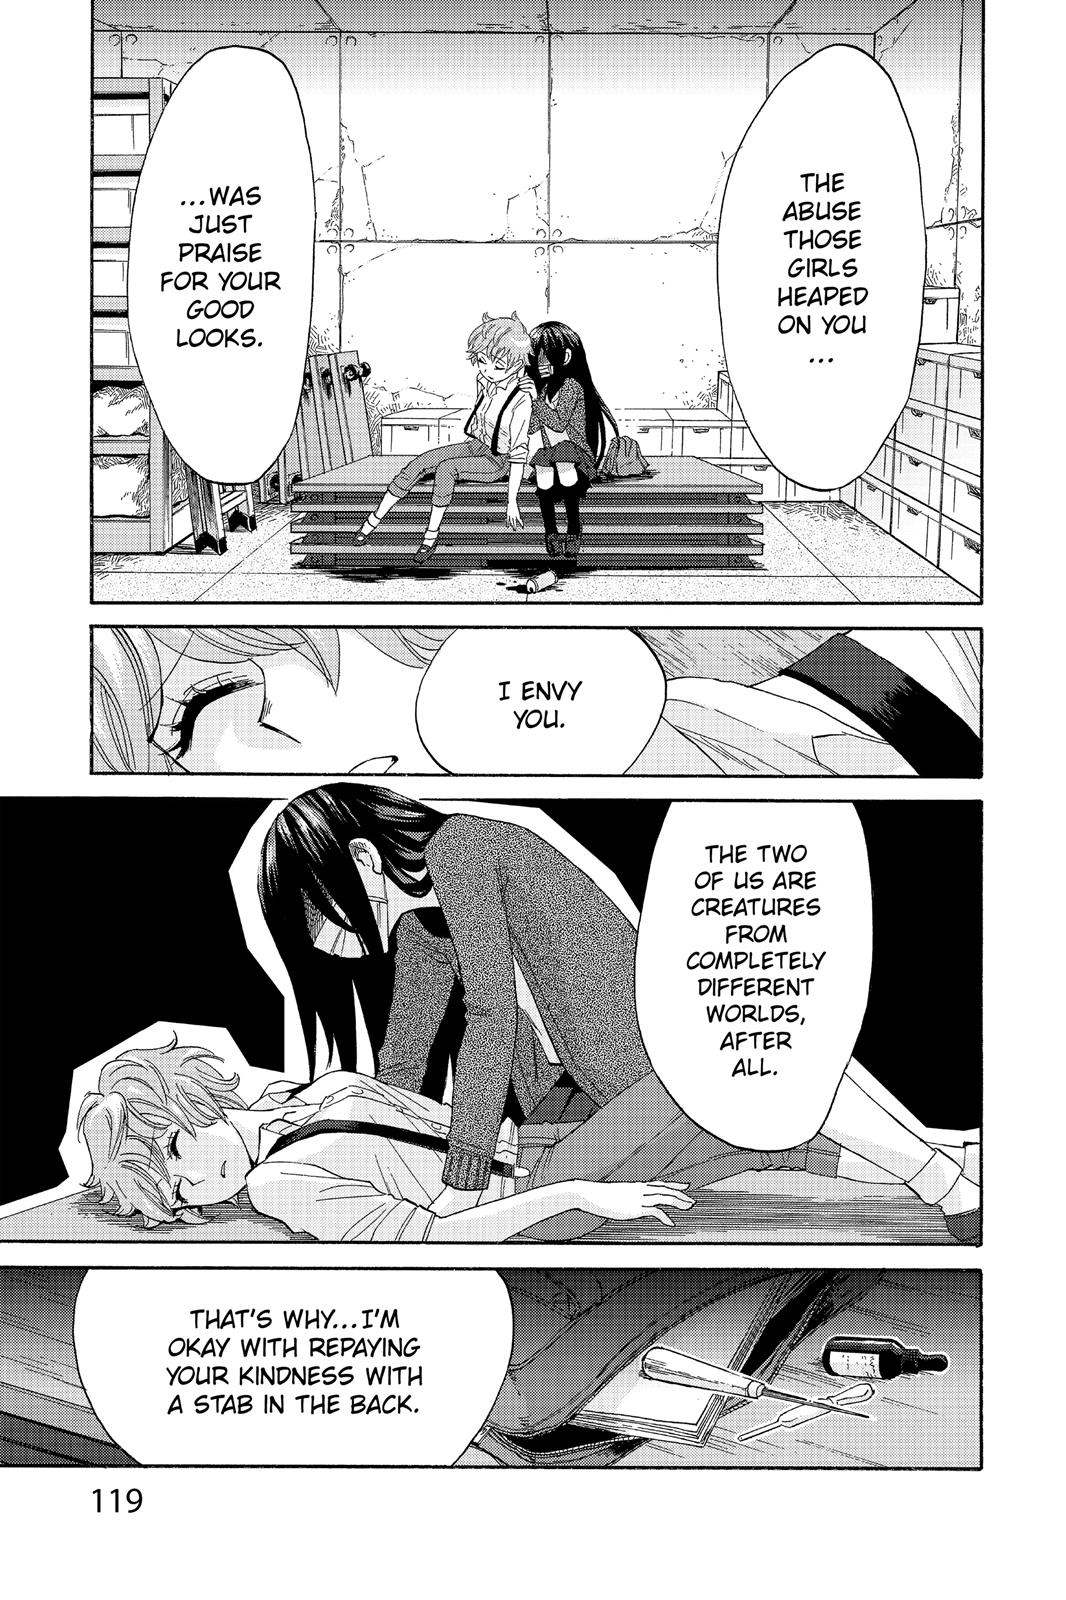 THE
ABUSE
THOSE
GIRLS
HEAPED
ON YOU
...
...WAS
JUST
PRAISE
FOR YOUR
GOOD
LOOKS.
I ENVY
YOU.
THE TWO
OF US ARE
CREATURES
FROM
COMPLETELY
DIFFERENT
WORLDS,
AFTER
ALL.
THAT'S WHY...I'M
OKAY WITH REPAYING
YOUR KINDNESS WITH
A STAB IN THE BACK.
119